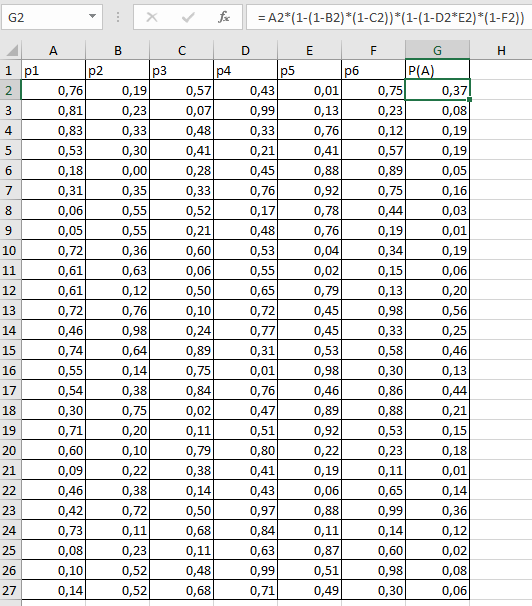 G2 fx = A2*(1-(1-B2)*(1-C2))*(1-(1-D2*E2)*(1-F2))
A B C D E F G H
1 p1 p2 p3 p4 p5 p6 P(A)
2 0,76 0,19 0,57 0,43 0,01 0,75 0,37
3 0,81 0,23 0,07 0,99 0,13 0,23 0,08
4 0,83 0,33 0,48 0,33 0,76 0,12 0,19
5 0,53 0,30 0,41 0,21 0,41 0,57 0,19
6 0,18 0,00 0,28 0,45 0,88 0,89 0,05
7 0,31 0,35 0,33 0,76 0,92 0,75 0,16
8 0,06 0,55 0,52 0,17 0,78 0,44 0,03
9 0,05 0,55 0,21 0,48 0,76 0,19 0,01
10 0,72 0,36 0,60 0,53 0,04 0,34 0,19
11 0,61 0,63 0,06 0,55 0,02 0,15 0,06
12 0,61 0,12 0,50 0,65 0,79 0,13 0,20
13 0,72 0,76 0,10 0,72 0,45 0,98 0,56
14 0,46 0,98 0,24 0,77 0,45 0,33 0,25
15 0,74 0,64 0,89 0,31 0,53 0,58 0,46
16 0,55 0,14 0,75 0,01 0,98 0,30 0,13
17 0,54 0,38 0,84 0,76 0,46 0,86 0,44
18 0,30 0,75 0,02 0,47 0,89 0,88 0,21
19 0,71 0,20 0,11 0,51 0,92 0,53 0,15
20 0,60 0,10 0,79 0,80 0,22 0,23 0,18
21 0,09 0,22 0,38 0,41 0,19 0,11 0,01
22 0,46 0,38 0,14 0,43 0,06 0,65 0,14
23 0,42 0,72 0,50 0,97 0,88 0,99 0,36
24 0,73 0,11 0,68 0,84 0,11 0,14 0,12
25 0,08 0,23 0,11 0,63 0,87 0,60 0,02
26 0,10 0,52 0,48 0,99 0,51 0,98 0,08
27 0,14 0,52 0,68 0,71 0,49 0,30 0,06